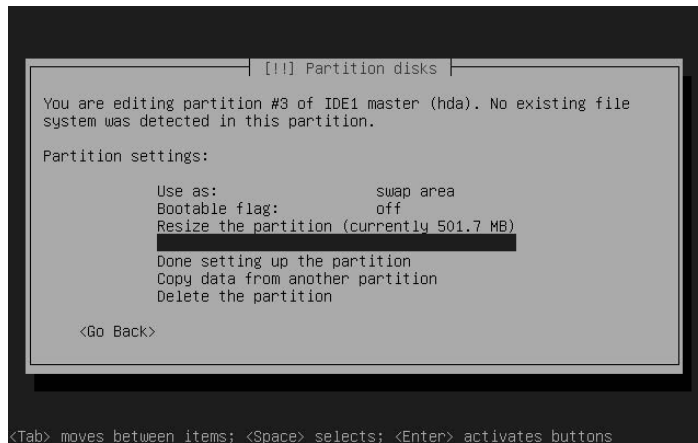 [!!] Partition disks
You are editing partition #3 of IDE1 master (hda). No existing file
system was detected in this partition.
Partition settings:
Use as: swap area
Bootable flag: off
Resize the partition (currently 501.7 MB)
Done setting up the partition
Copy data from another partition
Delete the partition
<Go Back>
<Tab> moves between items; <Space> selects; <Enter> activates buttons